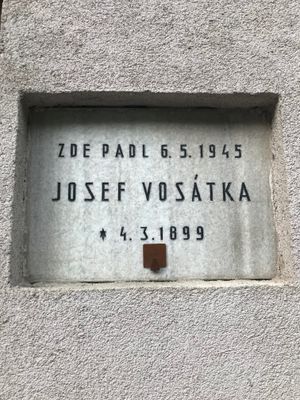 ZDE PADL 6.5.1945
JOSEF VOSÁTKA
* 4.3.1899